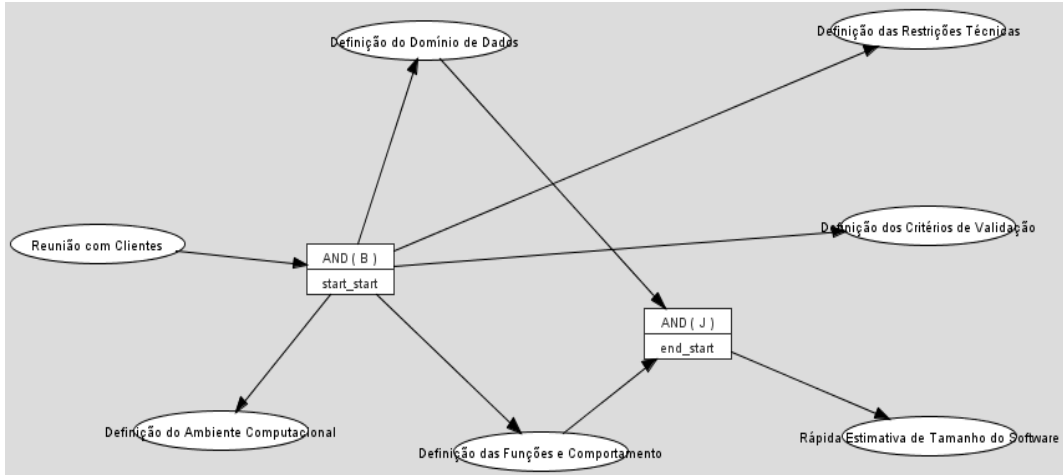 Definição das Restrições Técnicas
Definição do Domínio de Dados
Definição dos Critérios de Validação
Reunião com Clientes
AND ( B )
start_start
AND ( J )
end_start
Definição do Ambiente Computacional
Definição das Funções e Comportamento
Rápida Estimativa de Tamanho do Software